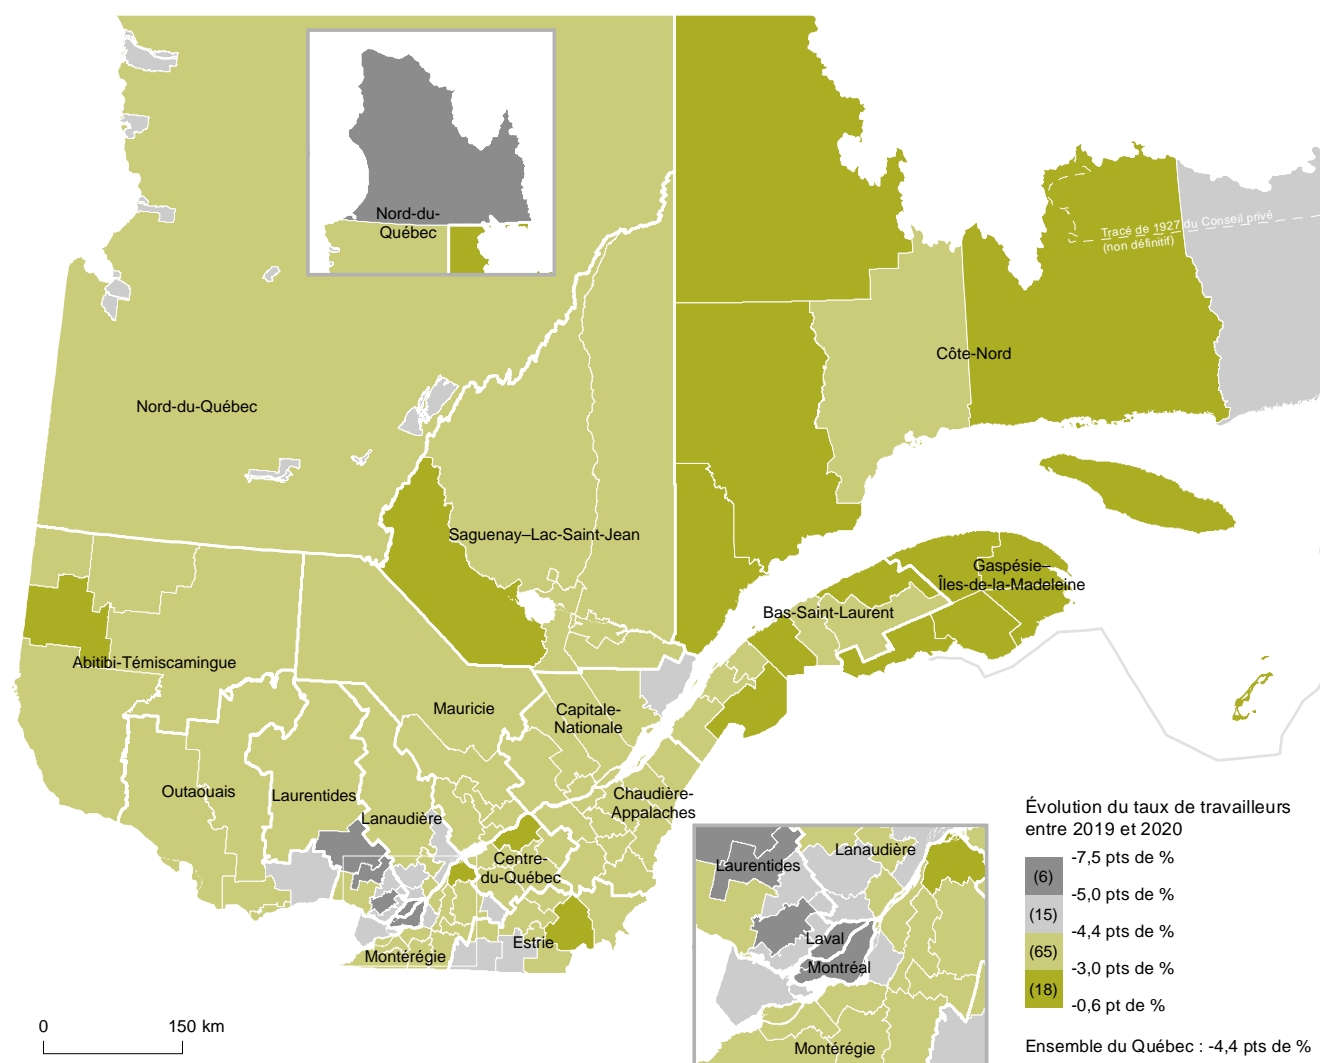 Nord-du-
Québec
Tracé de 1927 du Conseil privé
(non définitif)
Côte-Nord
Nord-du-Québec
Saguenay–Lac-Saint-Jean
Gaspésie–
Îles-de-la-Madeleine
Bas-Saint-Laurent
Abitibi-Témiscamingue
Mauricie
Capitale-
Nationale
Outaouais
Laurentides
Lanaudière
Chaudière-
Appalaches
Centre-
du-Québec
Estrie
Montérégie
Laurentides
Lanaudière
Laval
Montréal
Montérégie
Évolution du taux de travailleurs
entre 2019 et 2020
-7,5 pts de %
(6)
-5,0 pts de %
(15)
-4,4 pts de %
(65)
-3,0 pts de %
(18)
-0,6 pt de %
Ensemble du Québec : -4,4 pts de %
0 150 km